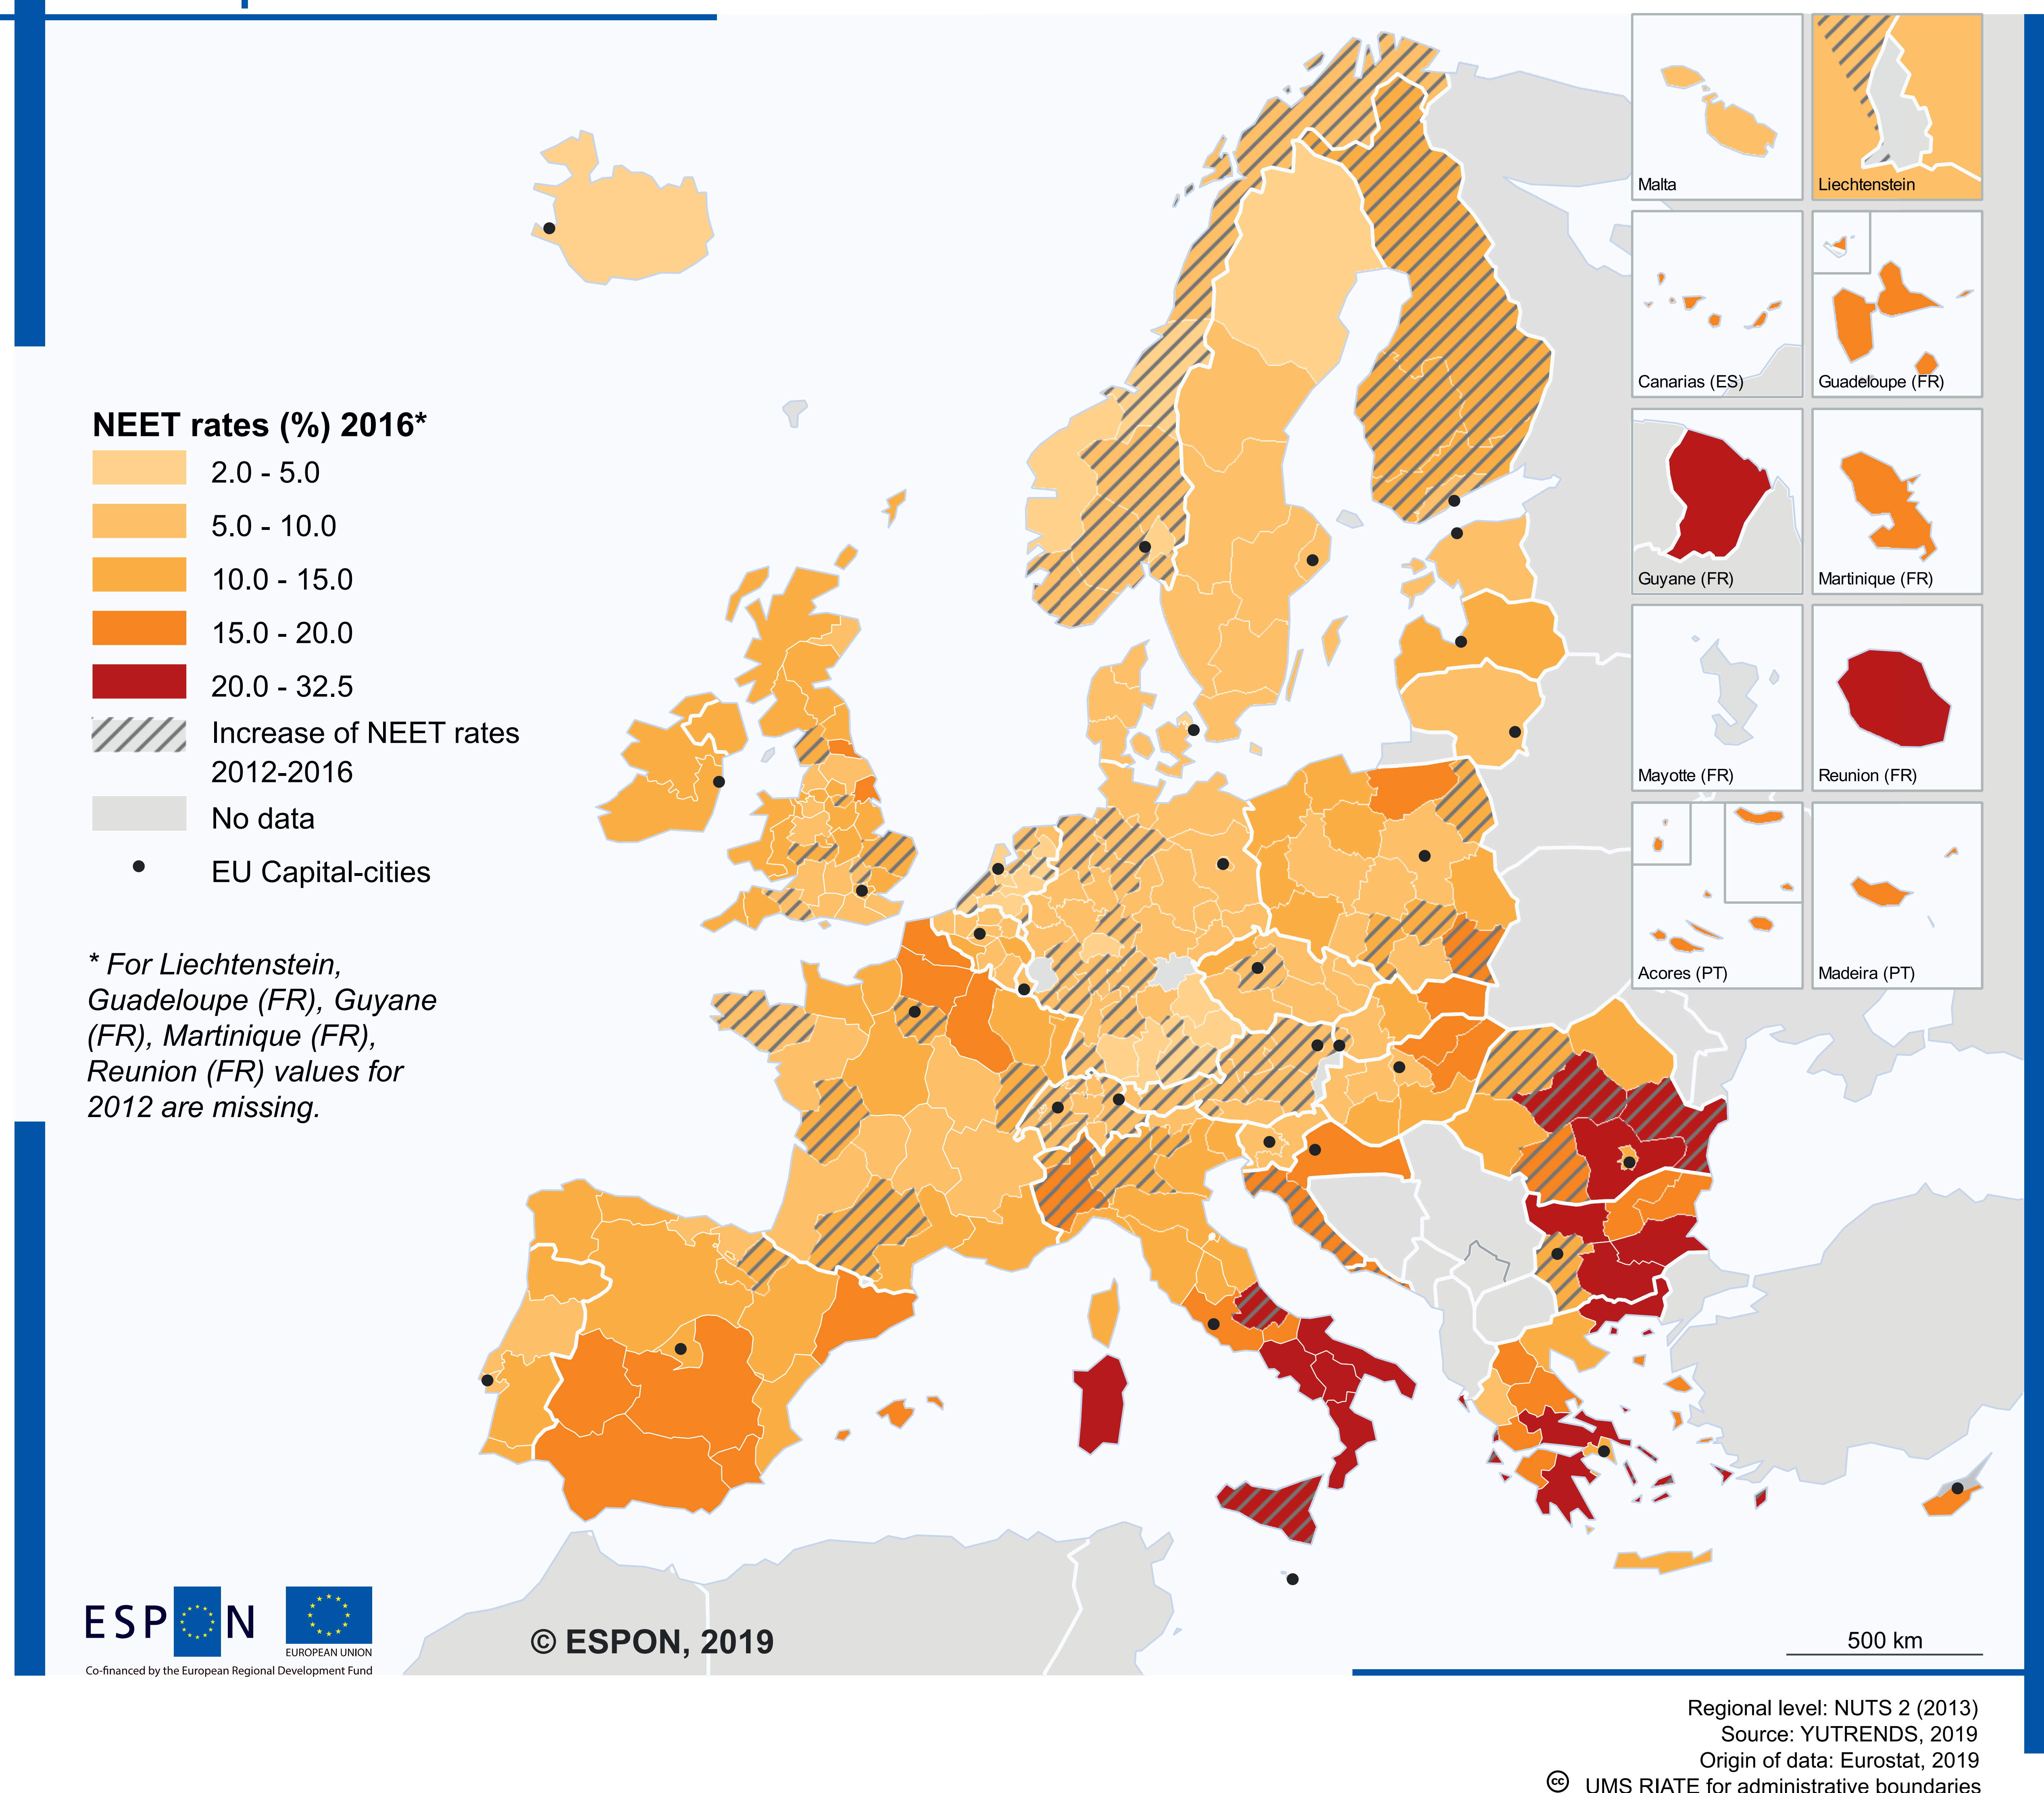 NEET rates (%) 2016*
2.0 - 5.0
5.0 - 10.0
10.0 - 15.0
15.0 - 20.0
20.0 - 32.5
Increase of NEET rates
2012-2016
No data
EU Capital-cities
* For Liechtenstein,
Guadeloupe (FR), Guyane
(FR), Martinique (FR),
Reunion (FR) values for
2012 are missing.
Malta
Liechtenstein
Canarias (ES)
Guadeloupe (FR)
Guyane (FR)
Martinique (FR)
Mayotte (FR)
Reunion (FR)
Acores (PT)
Madeira (PT)
ESPON
EUROPEAN UNION
Co-financed by the European Regional Development Fund
© ESPON, 2019
500 km
Regional level: NUTS 2 (2013)
Source: YUTRENDS, 2019
Origin of data: Eurostat, 2019
cc UMS RIATE for administrative boundaries